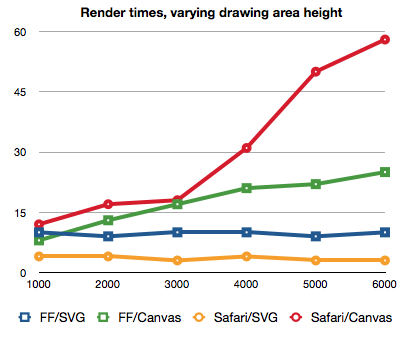 Render times, varying drawing area height
60
45
30
15
0
1000 2000 3000 4000 5000 6000
FF/SVG FF/Canvas Safari/SVG Safari/Canvas